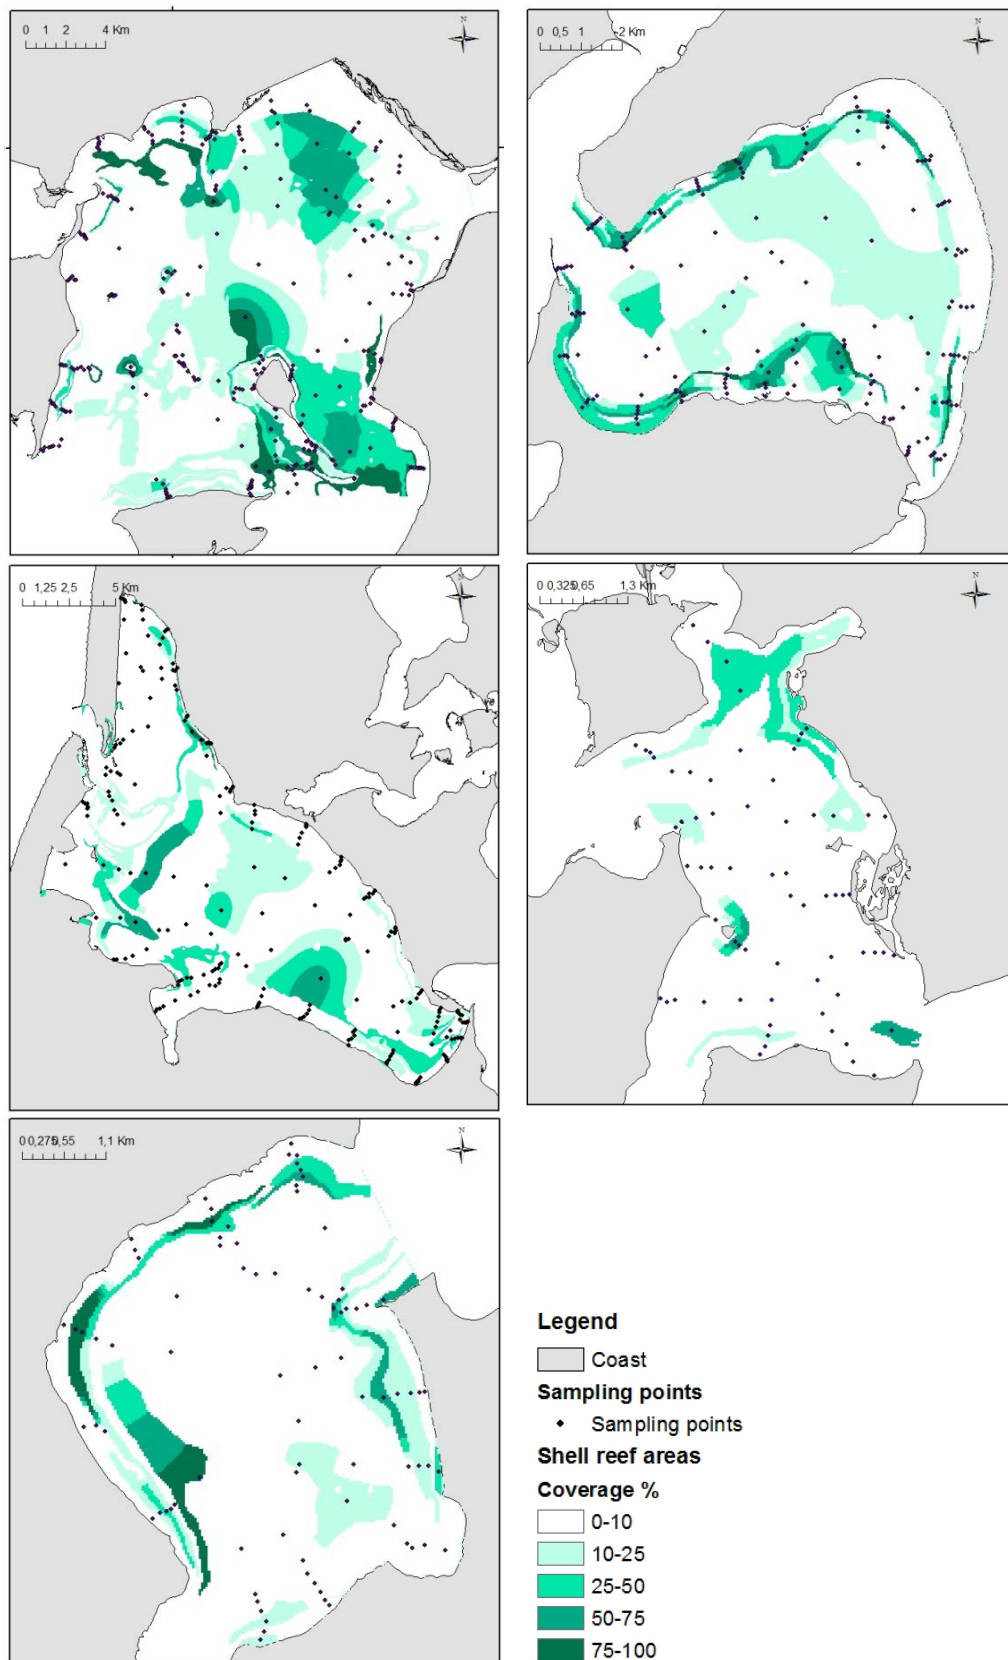 N
0 1 2 4 Km
N
0 0,5 1 2 Km
N
0 1,25 2,5 5 Km
N
0 0,325 0,65 1,3 Km
N
0 0,275 0,55 1,1 Km
Legend
Coast
Sampling points
Sampling points
Shell reef areas
Coverage %
0-10
10-25
25-50
50-75
75-100